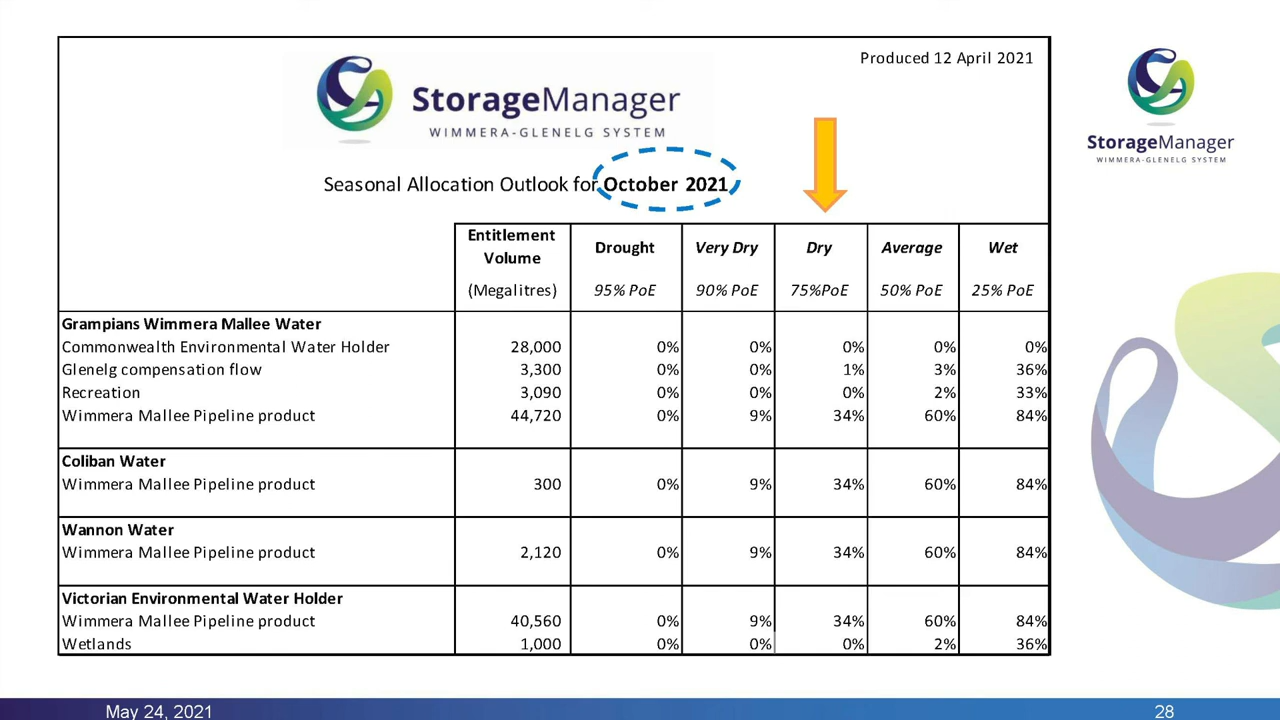 Produced 12 April 2021
StorageManager
WIMMERA-GLENELG SYSTEM
StorageManager
WIMMERA-GLENELG SYSTEM
Seasonal Allocation Outlook for October 2021
Entitlement Volume Drought Very Dry Dry Average Wet
(Megalitres) 95% PoE 90% PoE 75%PoE 50% PoE 25% PoE
Grampians Wimmera Mallee Water
Commonwealth Environmental Water Holder 28,000 0% 0% 0% 0% 0%
Glenelg compensation flow 3,300 0% 0% 1% 3% 36%
Recreation 3,090 0% 0% 0% 2% 33%
Wimmera Mallee Pipeline product 44,720 0% 9% 34% 60% 84%
Coliban Water
Wimmera Mallee Pipeline product 300 0% 9% 34% 60% 84%
Wannon Water
Wimmera Mallee Pipeline product 2,120 0% 9% 34% 60% 84%
Victorian Environmental Water Holder
Wimmera Mallee Pipeline product 40,560 0% 9% 34% 60% 84%
Wetlands 1,000 0% 0% 0% 2% 36%
May 24, 2021 28